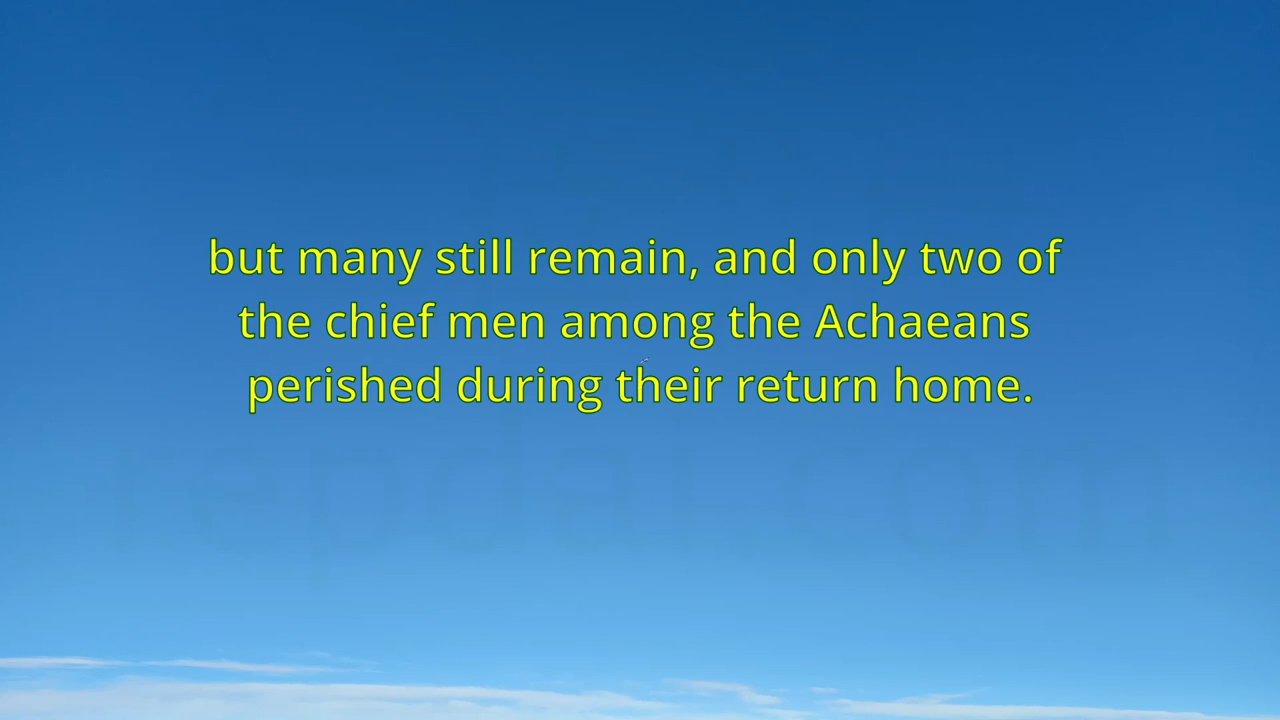 but many still remain, and only two of
the chief men among the Achaeans
perished during their return home.